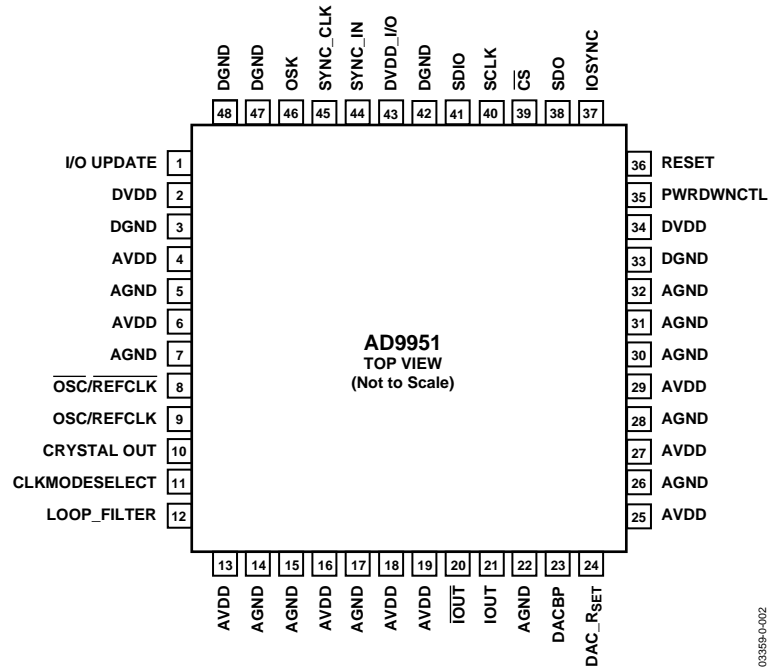 DGND
DGND
OSK
SYNC_CLK
SYNC_IN
DVDD_I/O
DGND
SDIO
SCLK
C̅S̅
SDO
IOSYNC
48 47 46 45 44 43 42 41 40 39 38 37
I/O UPDATE 1
DVDD 2
DGND 3
AVDD 4
AGND 5
AVDD 6
AGND 7
O̅S̅C̅/R̅E̅F̅C̅L̅K̅ 8
OSC/REFCLK 9
CRYSTAL OUT 10
CLKMODESELECT 11
LOOP_FILTER 12
AD9951
TOP VIEW
(Not to Scale)
36 RESET
35 PWRDWNCTL
34 DVDD
33 DGND
32 AGND
31 AGND
30 AGND
29 AVDD
28 AGND
27 AVDD
26 AGND
25 AVDD
13 14 15 16 17 18 19 20 21 22 23 24
AVDD
AGND
AGND
AVDD
AGND
AVDD
AVDD
I̅O̅U̅T̅
IOUT
AGND
DACBP
DAC_RSET
03359-0-002